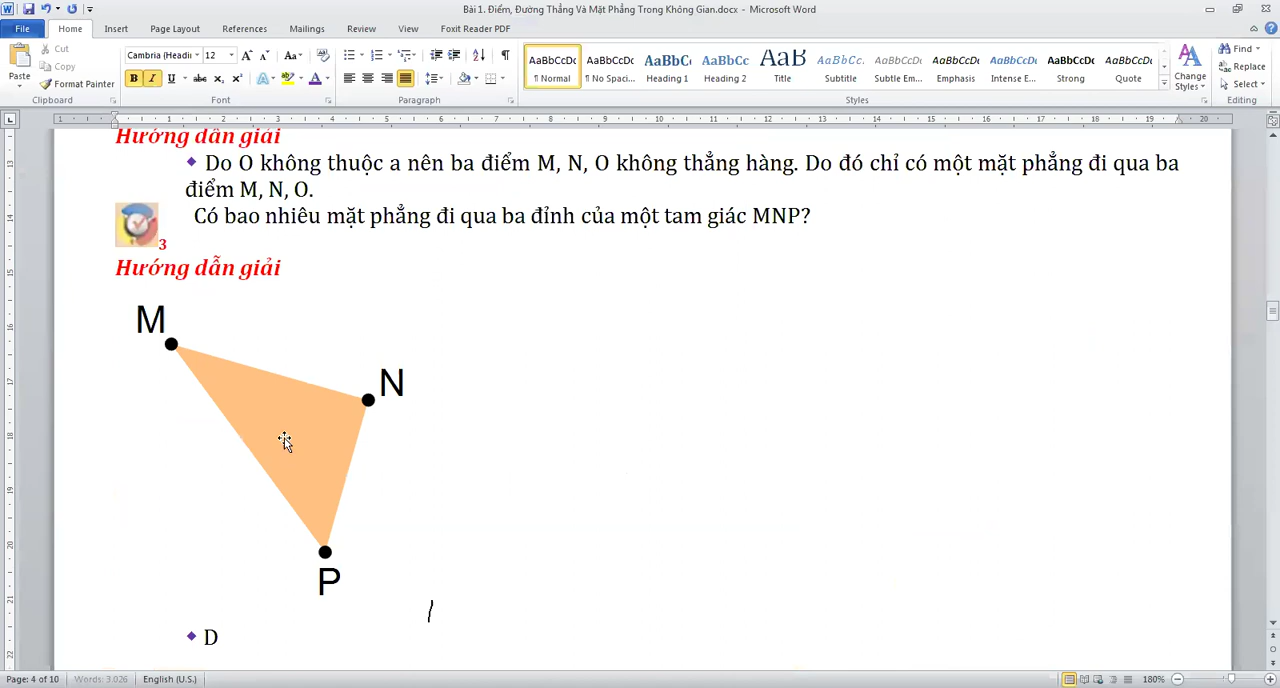 Bài 1. Điểm, Đường Thẳng Và Mặt Phẳng Trong Không Gian.docx - Microsoft Word
File Home Insert Page Layout References Mailings Review View Foxit Reader PDF
Cut
Copy
Format Painter
Paste
Clipboard
Cambria (Headi 12
Font
Paragraph
AaBbCcDc AaBbCcDc AaBbC AaBbCc AaB AaBbCc. AaBbCcDc AaBbCcDc AaBbCcDc AaBbCcDc AaBbCcDc
¶ Normal ¶ No Spaci... Heading 1 Heading 2 Title Subtitle Subtle Em... Emphasis Intense E... Strong Quote
Styles
Change Styles
Find
Replace
Select
Editing
Hướng dẫn giải
Do O không thuộc a nên ba điểm M, N, O không thẳng hàng. Do đó chỉ có một mặt phẳng đi qua ba
điểm M, N, O.
Có bao nhiêu mặt phẳng đi qua ba đỉnh của một tam giác MNP?
3
Hướng dẫn giải
M
N
P
D
Page: 4 of 10 Words: 3.026 English (U.S.) 180%